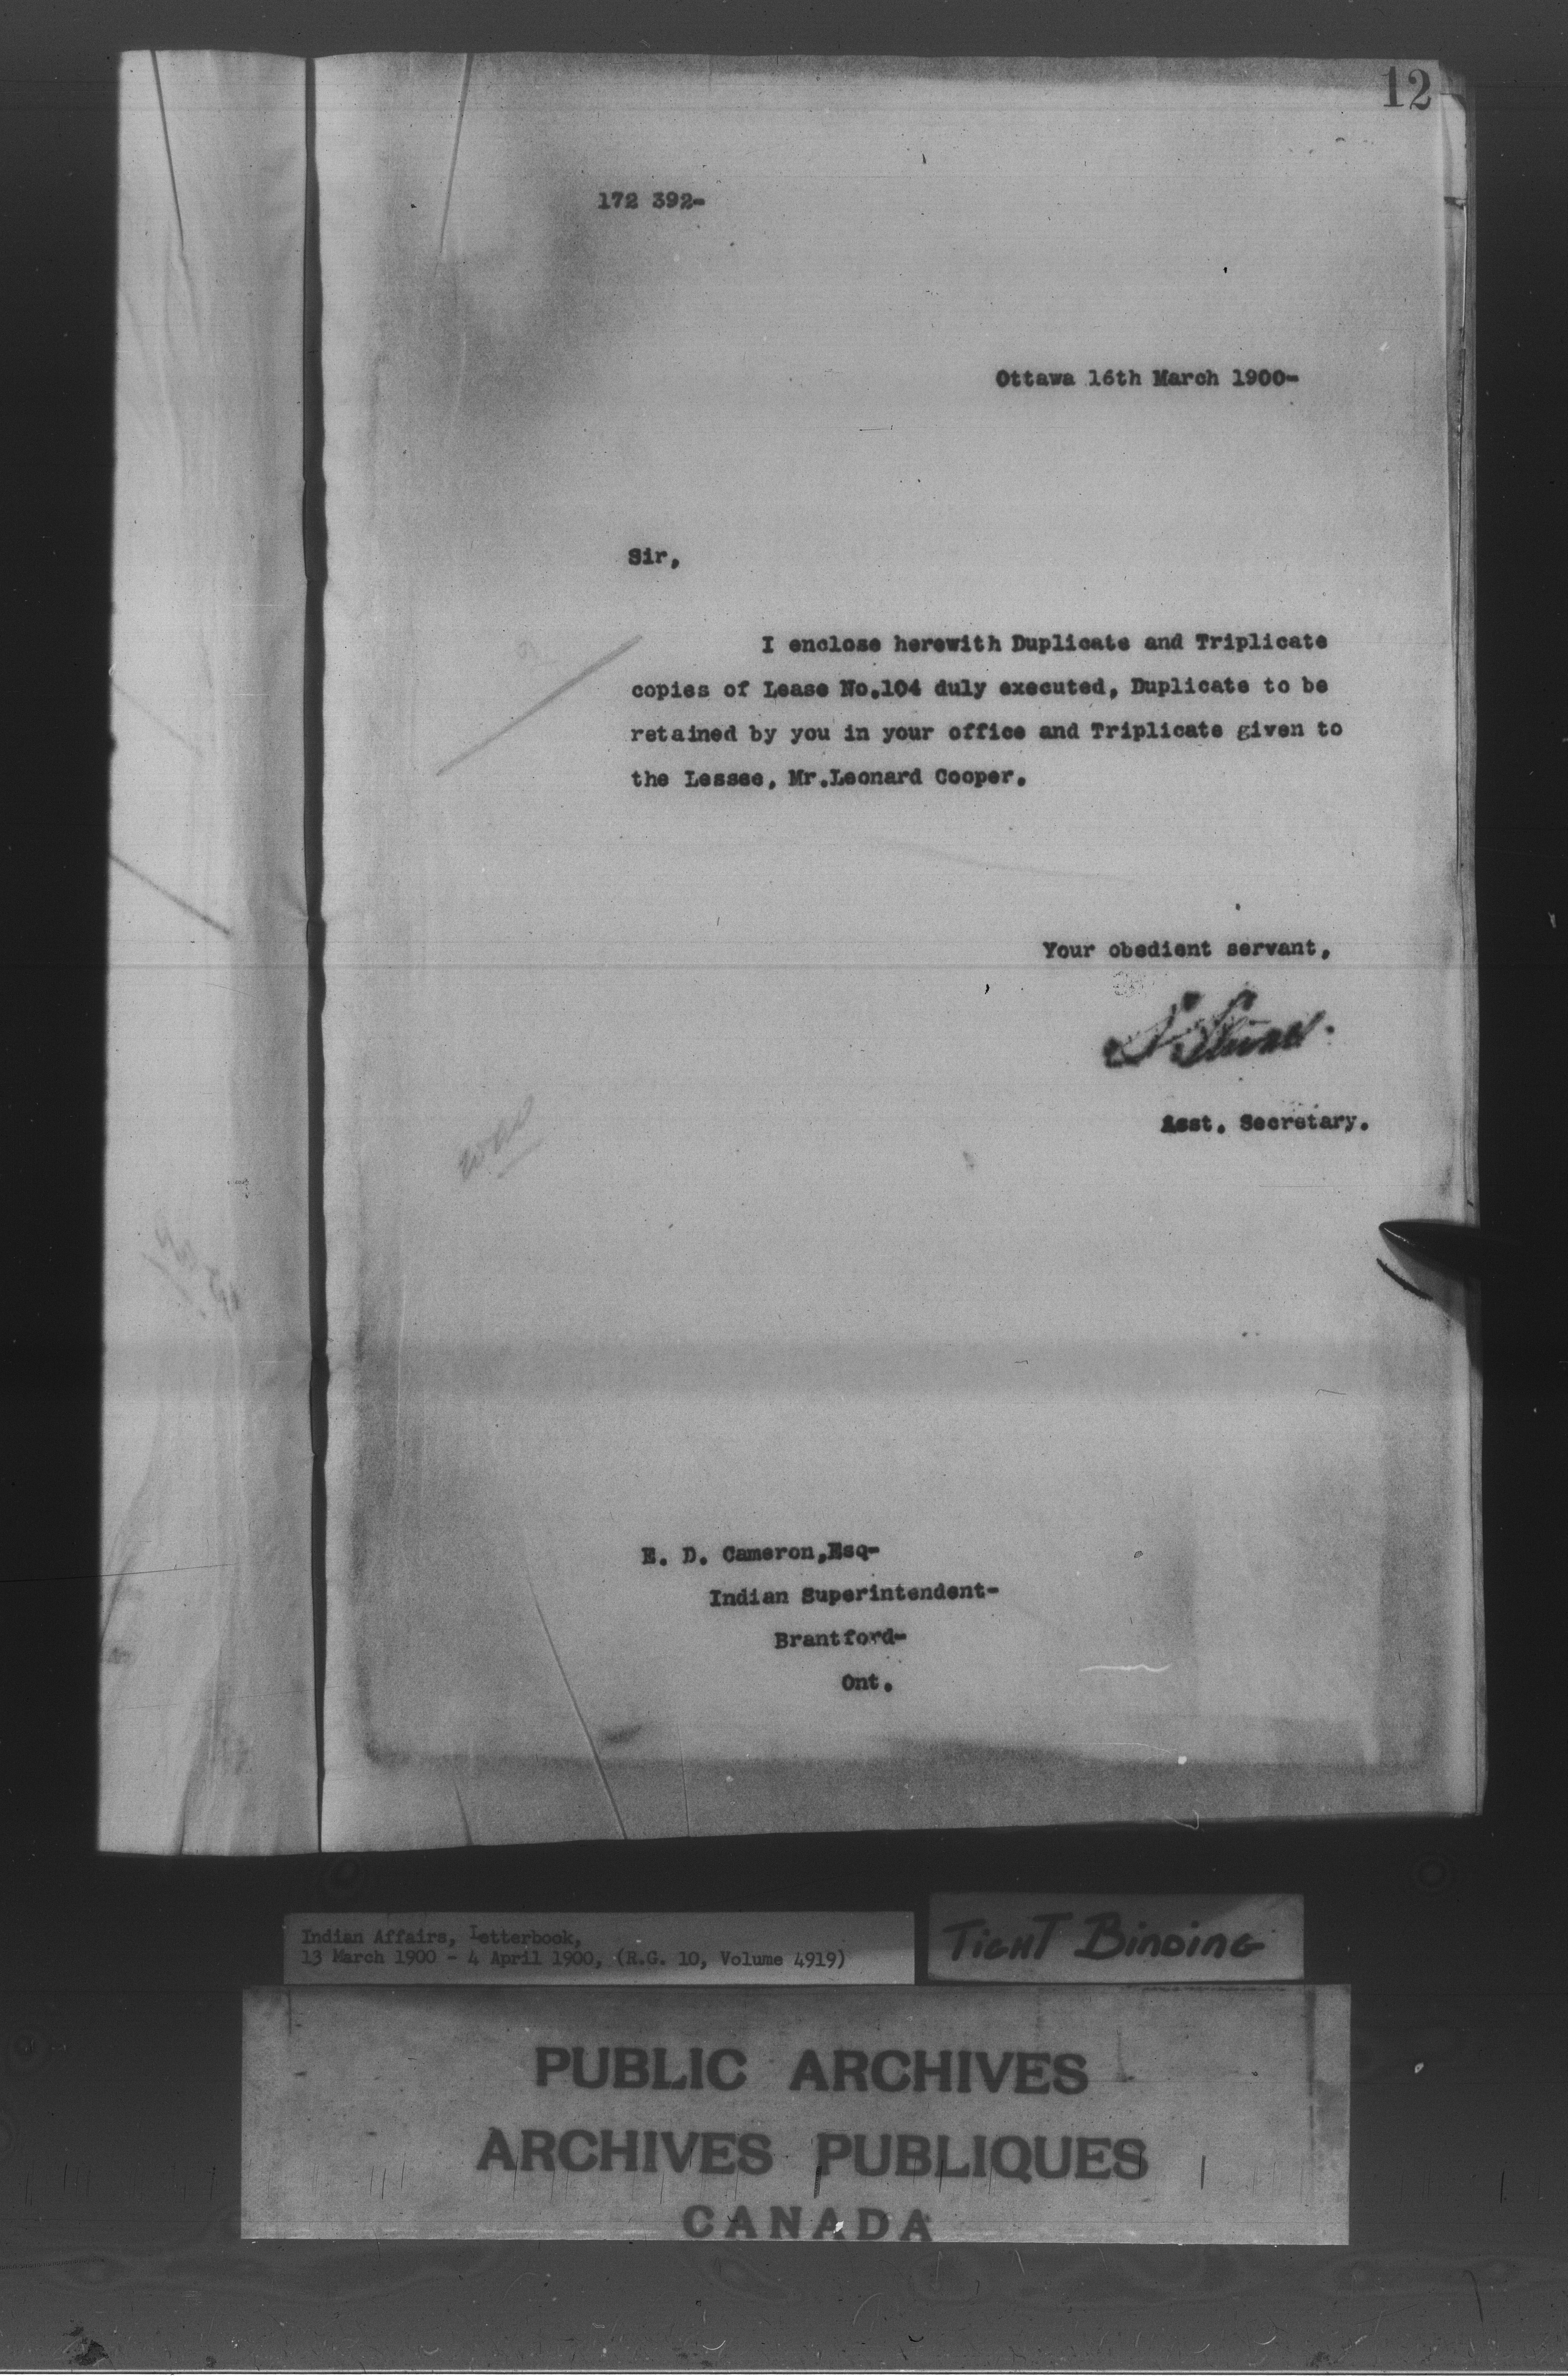 12
172 392-
Ottawa 16th March 1900-
Sir,
I enclose herewith Duplicate and Triplicate
copies of Lease No.104 duly executed, Duplicate to be
retained by you in your office and Triplicate given to
the Lessee, Mr.Leonard Cooper.
Your obedient servant,
Asst. Secretary.
E. D. Cameron,Esq-
Indian Superintendent-
Brantford-
Ont.
Indian Affairs, Letterbook,
13 March 1900 - 4 April 1900, (R.G. 10, Volume 4919)
TIGHT BINDING
PUBLIC ARCHIVES
ARCHIVES PUBLIQUES
CANADA